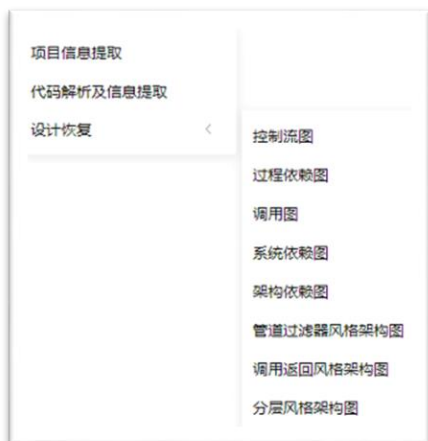 项目信息提取
代码解析及信息提取
设计恢复
控制流图
过程依赖图
调用图
系统依赖图
架构依赖图
管道过滤器风格架构图
调用返回风格架构图
分层风格架构图